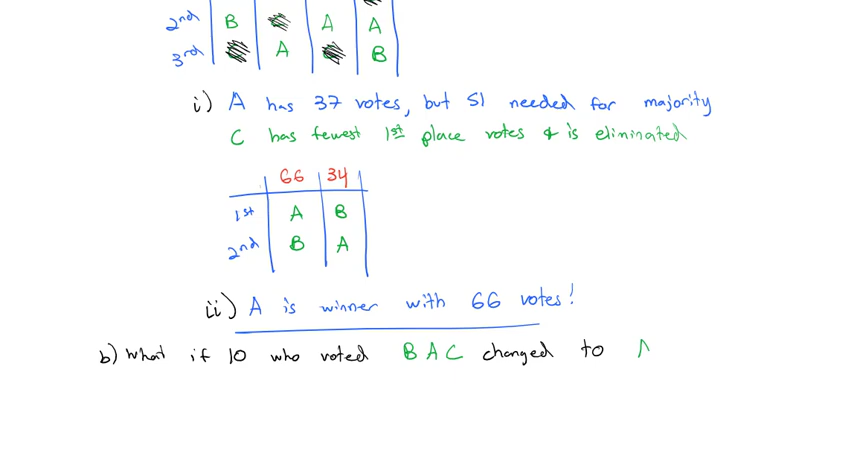 2nd B A A
3rd A B
i) A has 37 votes, but 51 needed for majority
C has fewest 1st place votes & is eliminated
66 34
1st A B
2nd B A
ii) A is winner with 66 votes!
b) What if 10 who voted B A C changed to